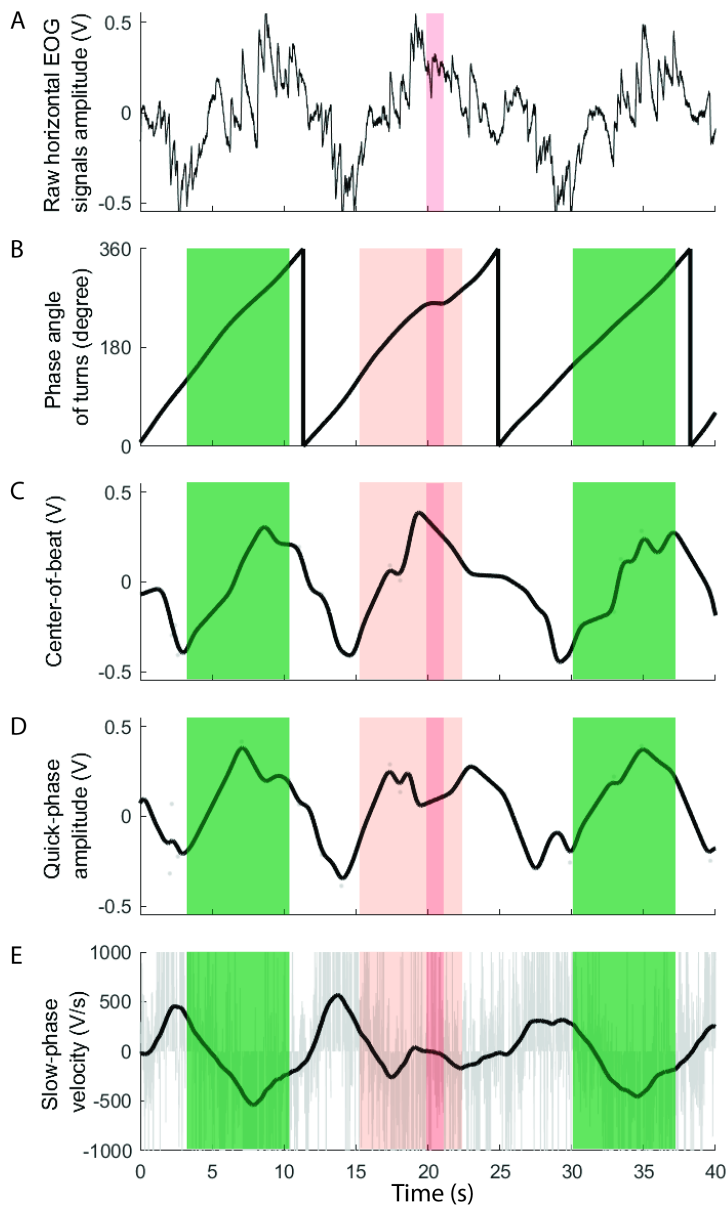 A
Raw horizontal EOG
signals amplitude (V)
0.5
0
-0.5
B
Phase angle
of turns (degree)
360
180
0
C
Center-of-beat (V)
0.5
0
-0.5
D
Quick-phase
amplitude (V)
0.5
0
-0.5
E
Slow-phase
velocity (V/s)
1000
500
0
-500
-1000
0 5 10 15 20 25 30 35 40
Time (s)